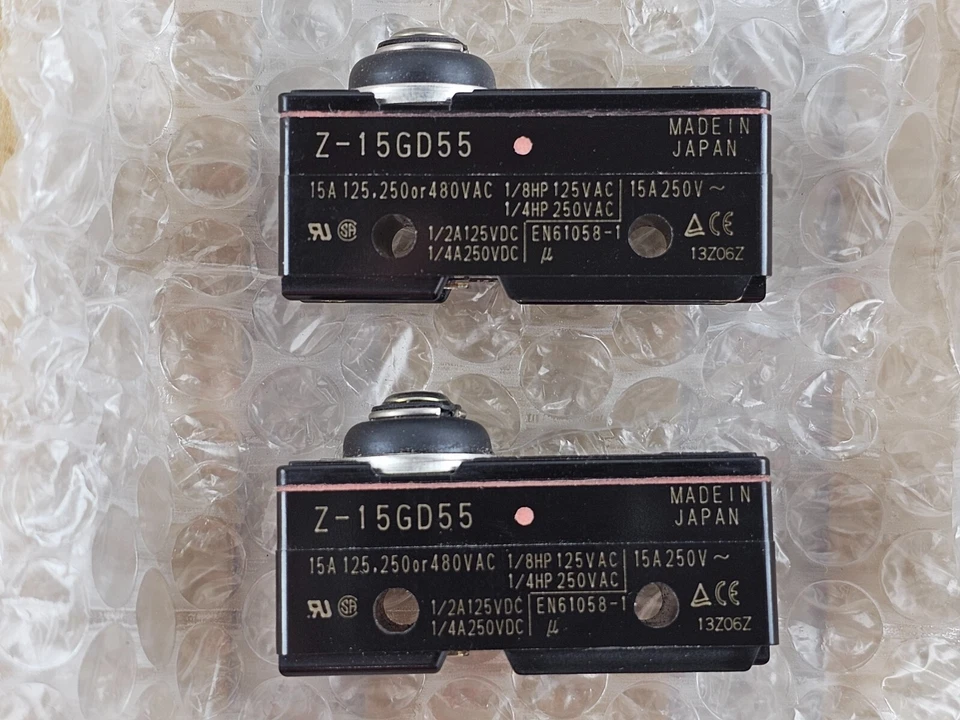 Z-15GD55
MADE IN
JAPAN
15A 125,250or480VAC
1/8HP 125VAC
1/4HP 250VAC
15A 250V ~
1/2A125VDC
1/4A250VDC
EN61058-1
μ
CE
13Z06Z
Z-15GD55
MADE IN
JAPAN
15A 125,250or480VAC
1/8HP 125VAC
1/4HP 250VAC
15A 250V ~
1/2A125VDC
1/4A250VDC
EN61058-1
μ
CE
13Z06Z